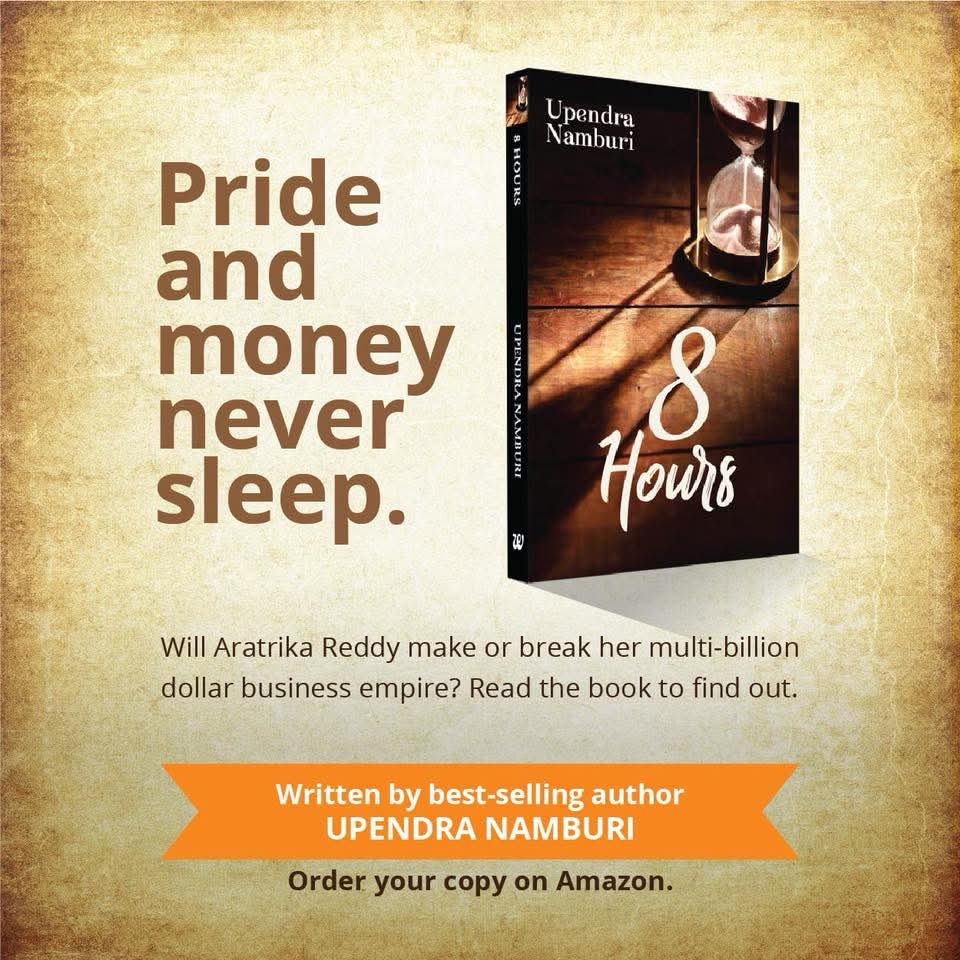 Pride
and
money
never
sleep.
8 HOURS
UPENDRA NAMBURI
W
Upendra
Namburi
8
Hours
Will Aratrika Reddy make or break her multi-billion
dollar business empire? Read the book to find out.
Written by best-selling author
UPENDRA NAMBURI
Order your copy on Amazon.